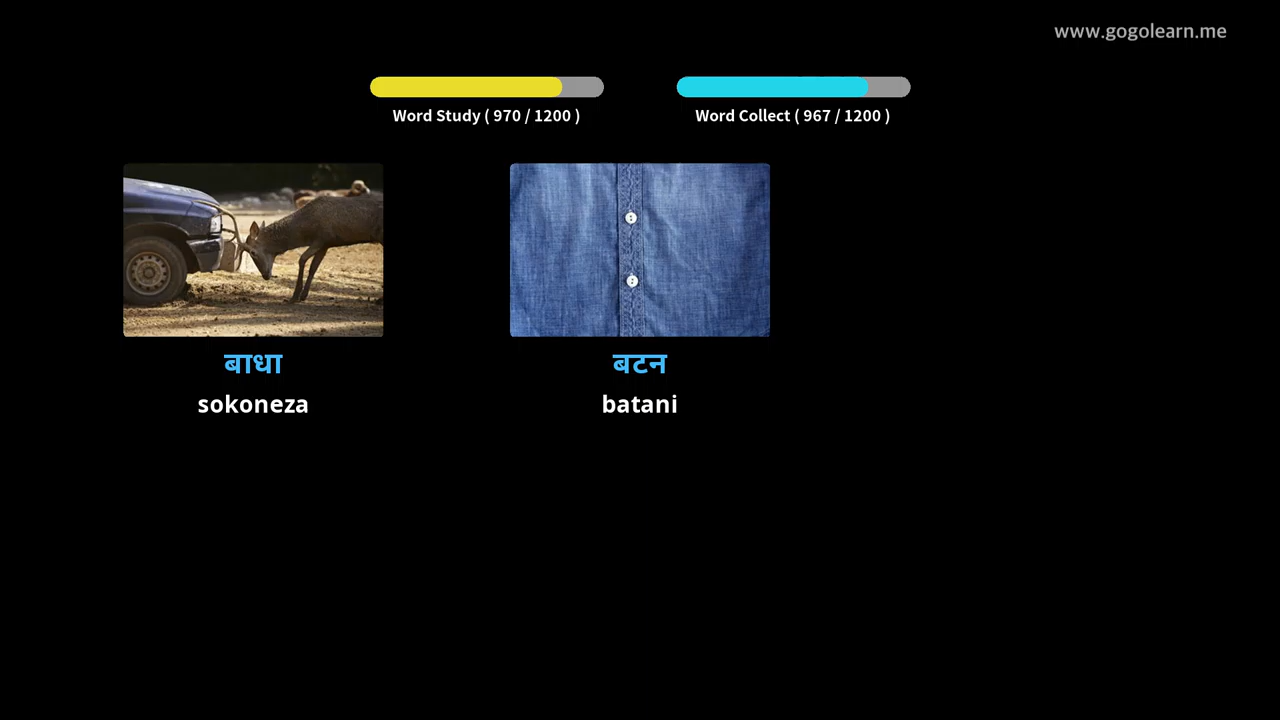 www.gogolearn.me
Word Study ( 970 / 1200 )
Word Collect ( 967 / 1200 )
बाधा
sokoneza
बटन
batani